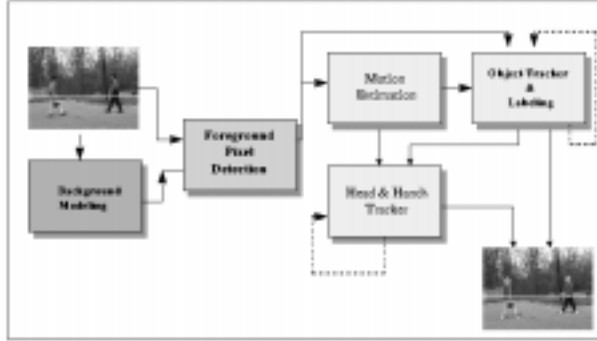 Background
Modeling
Foreground
Pixel
Detection
Motion
Estimation
Object Tracker
&
Labeling
Head & Hands
Tracker